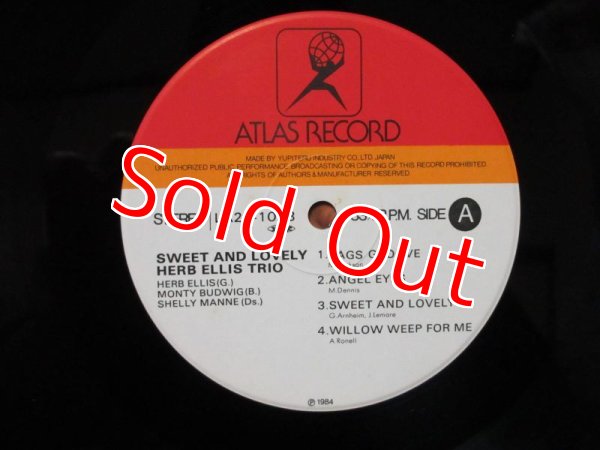 ATLAS RECORD
MADE BY YUPITERU INDUSTRY CO., LTD. JAPAN
UNAUTHORIZED PUBLIC PERFORMANCE BROADCASTING OR COPYING OF THIS RECORD PROHIBITED
RIGHTS OF AUTHORS & MANUFACTURER RESERVED
SIDE A
Sold Out
SWEET AND LOVELY
HERB ELLIS TRIO
HERB ELLIS(G.)
MONTY BUDWIG(B.)
SHELLY MANNE(Ds.)
1.
2.ANGEL
M.Dennis
3.SWEET AND LOVELY
G.Arnheim, J.Lemare
4.WILLOW WEEP FOR ME
A.Ronell
℗ 1984